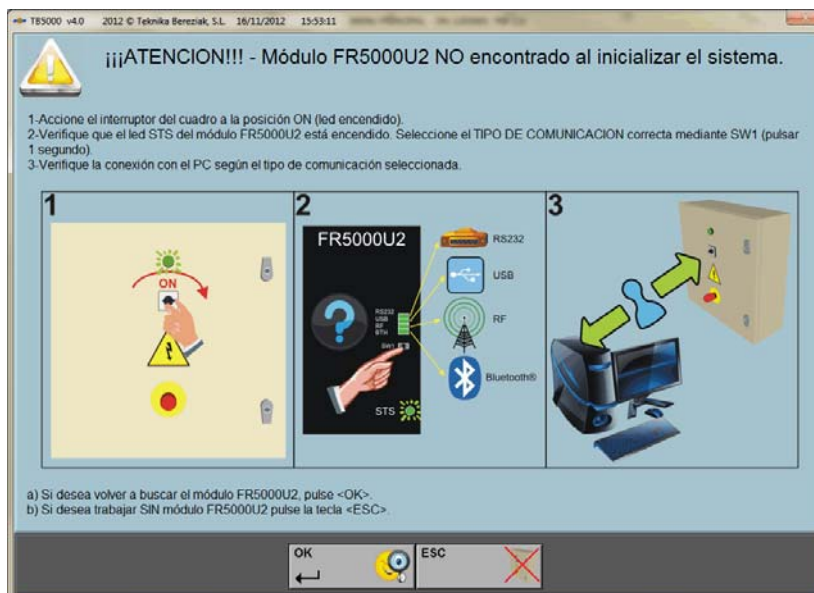 TB5000 v4.0 2012 © Teknika Bereziak, S.L. 16/11/2012 15:53:11
¡¡¡ATENCION!!! - Módulo FR5000U2 NO encontrado al inicializar el sistema.
1-Accione el interruptor del cuadro a la posición ON (led encendido).
2-Verifique que el led STS del módulo FR5000U2 está encendido. Seleccione el TIPO DE COMUNICACION correcta mediante SW1 (pulsar
1 segundo).
3-Verifique la conexión con el PC según el tipo de comunicación seleccionada.
1
ON
2
FR5000U2
RS232
USB
RF
BTH
SW1
STS
RS232
USB
RF
Bluetooth®
3
a) Si desea volver a buscar el módulo FR5000U2, pulse <OK>.
b) Si desea trabajar SIN módulo FR5000U2 pulse la tecla <ESC>.
OK
ESC